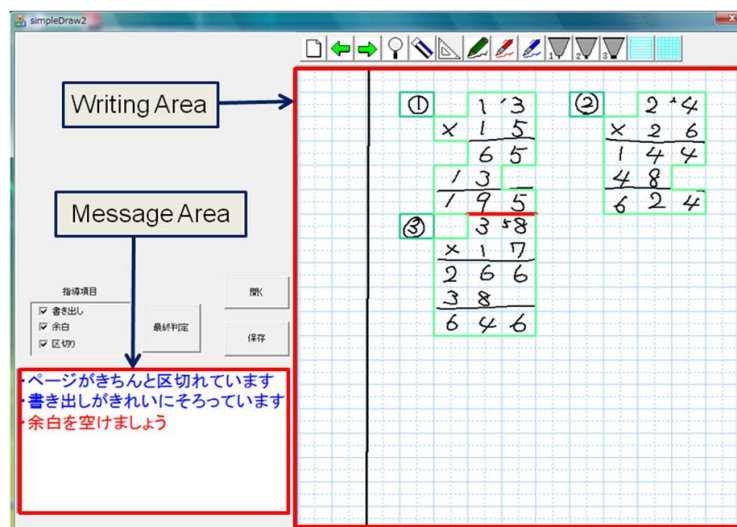 simpleDraw2
Writing Area
Message Area
指導項目
書き出し
余白
区切り
最終判定
開く
保存
・ページがきちんと区切れています
・書き出しがきれいにそろっています
・余白を空けましょう
1 2 3
① 1 '3
× 1 5
6 5
1 3
1 9 5
② 2 ²4
× 2 6
1 4 4
4 8
6 2 4
③ 3 ⁵8
× 1 7
2 6 6
3 8
6 4 6